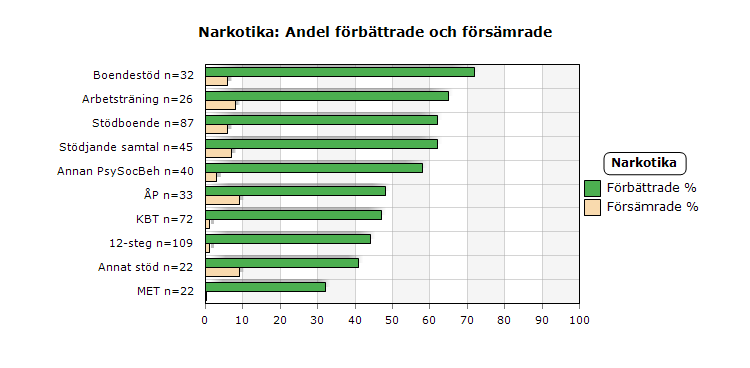 Narkotika: Andel förbättrade och försämrade
Boendestöd n=32
Arbetsträning n=26
Stödboende n=87
Stödjande samtal n=45
Annan PsySocBeh n=40
ÅP n=33
KBT n=72
12-steg n=109
Annat stöd n=22
MET n=22
0 10 20 30 40 50 60 70 80 90 100
Narkotika
Förbättrade %
Försämrade %